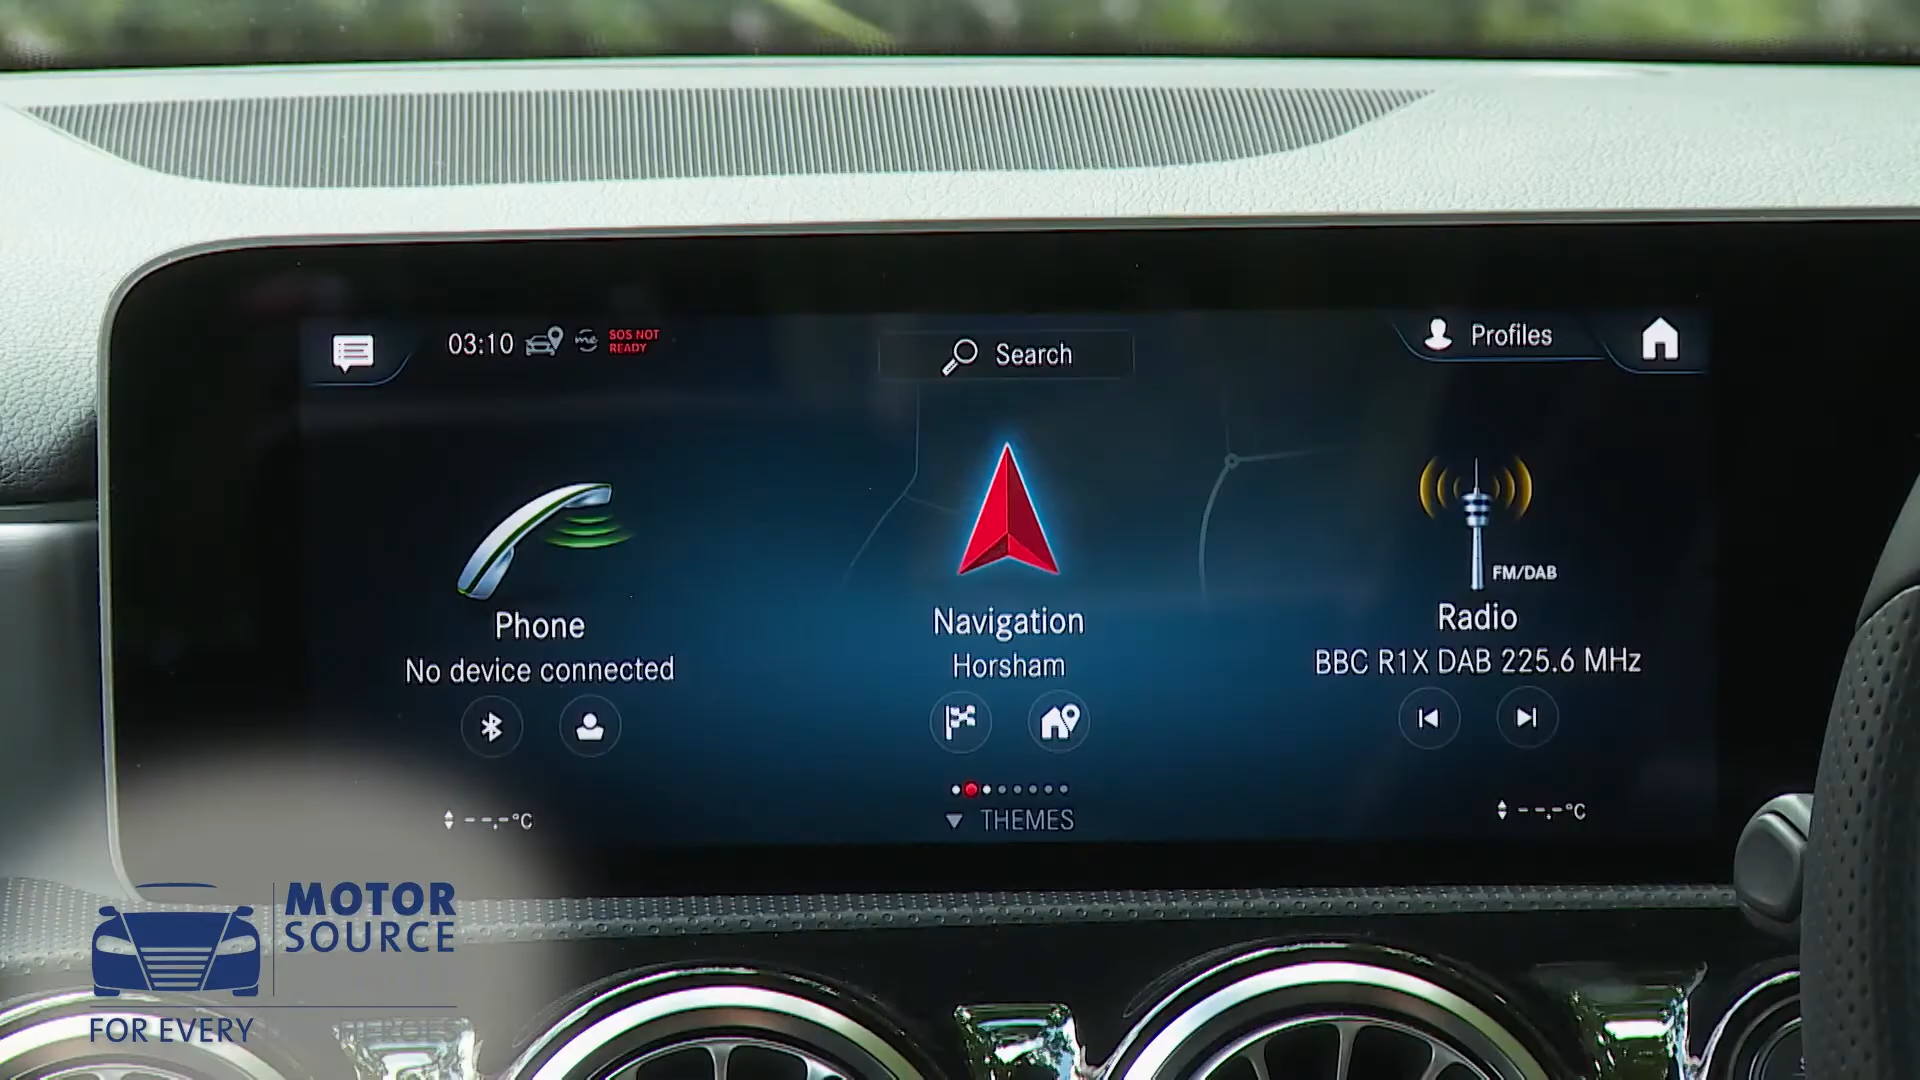 03:10
me
SOS NOT
READY
Search
Profiles
FM/DAB
Phone
No device connected
Navigation
Horsham
Radio
BBC R1X DAB 225.6 MHz
--.-°C
THEMES
--.-°C
MOTOR
SOURCE
FOR EVERY